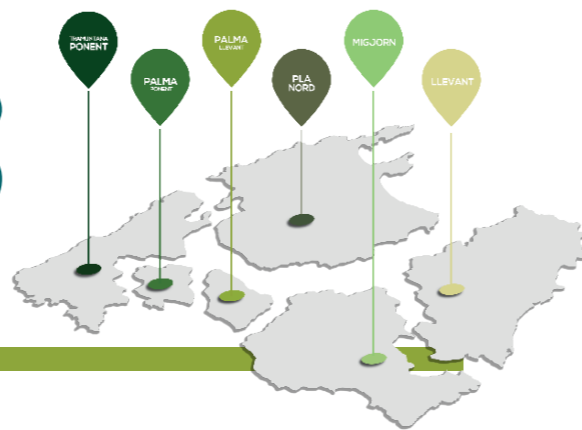 TRAMUNTANA
PONENT
PALMA
PONENT
PALMA
LLEVANT
PLA
NORD
MIGJORN
LLEVANT